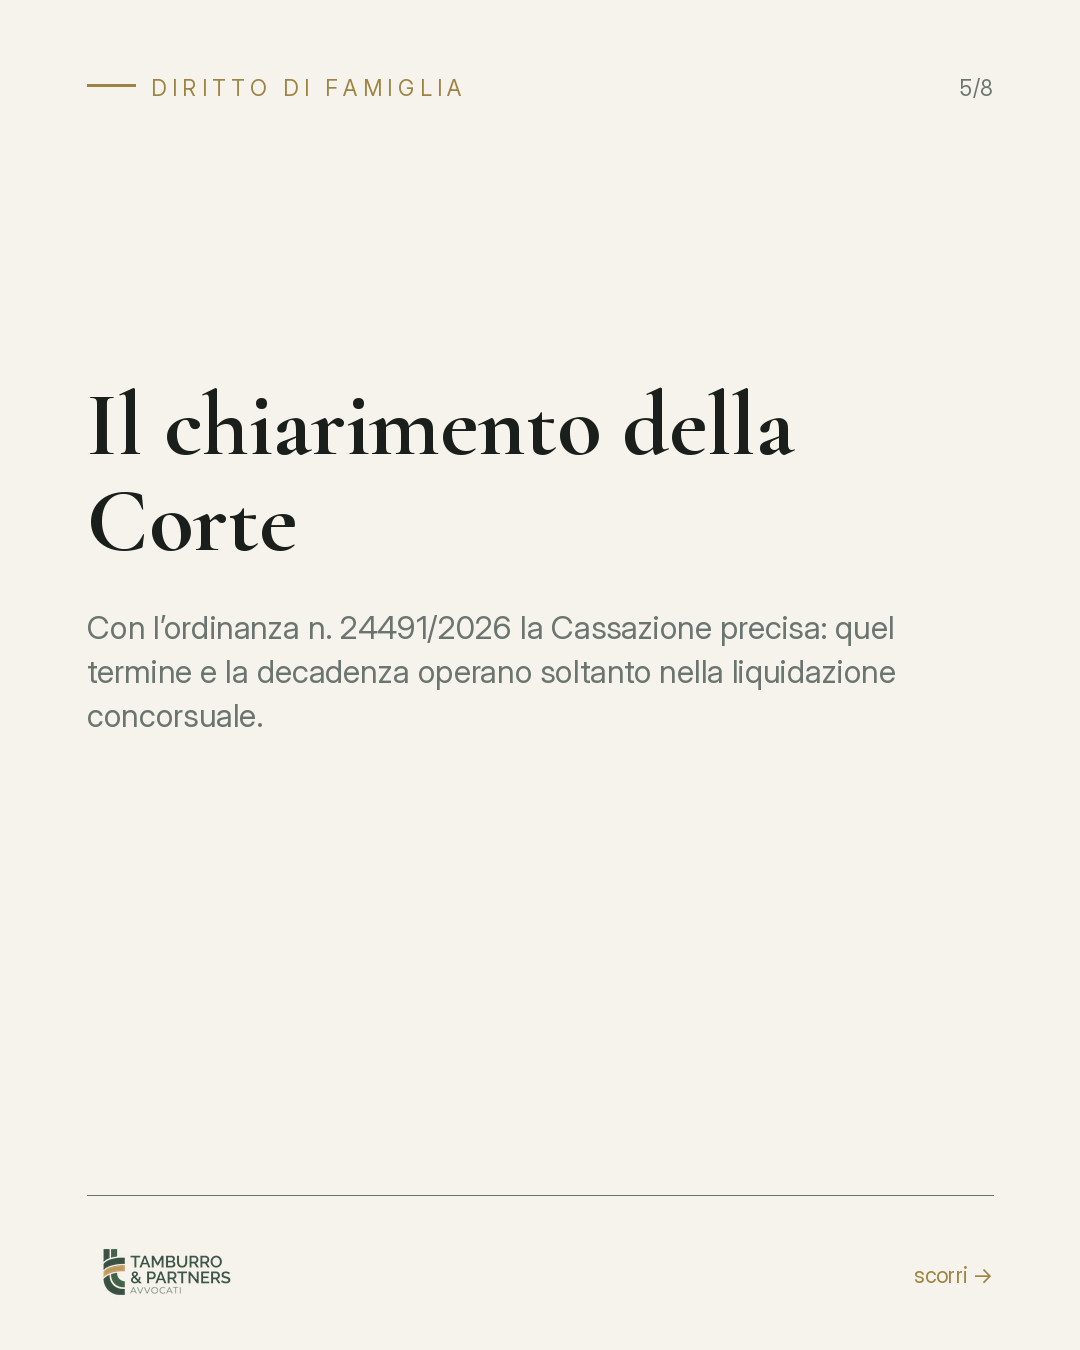 DIRITTO DI FAMIGLIA
5/8
Il chiarimento della
Corte
Con l’ordinanza n. 24491/2026 la Cassazione precisa: quel
termine e la decadenza operano soltanto nella liquidazione
concorsuale.
TAMBURRO
& PARTNERS
AVVOCATI
scorri →